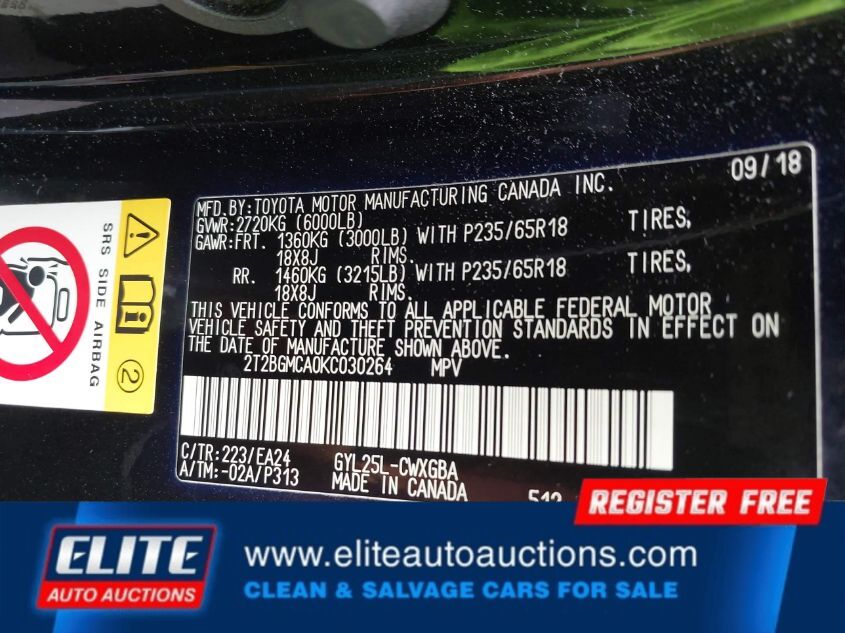 09/18
MFD.BY:TOYOTA MOTOR MANUFACTURING CANADA INC.
GVWR:2720KG (6000LB)
GAWR:FRT. 1360KG (3000LB) WITH P235/65R18 TIRES,
18X8J RIMS.
RR. 1460KG (3215LB) WITH P235/65R18 TIRES,
18X8J RIMS.
THIS VEHICLE CONFORMS TO ALL APPLICABLE FEDERAL MOTOR
VEHICLE SAFETY AND THEFT PREVENTION STANDARDS IN EFFECT ON
THE DATE OF MANUFACTURE SHOWN ABOVE.
2T2BGMCA0KC030264 MPV
C/TR:223/EA24 GYL25L-CWXGBA
A/TM:-02A/P313 MADE IN CANADA
SRS SIDE AIRBAG
2
REGISTER FREE
ELITE
AUTO AUCTIONS
www.eliteautoauctions.com
CLEAN & SALVAGE CARS FOR SALE